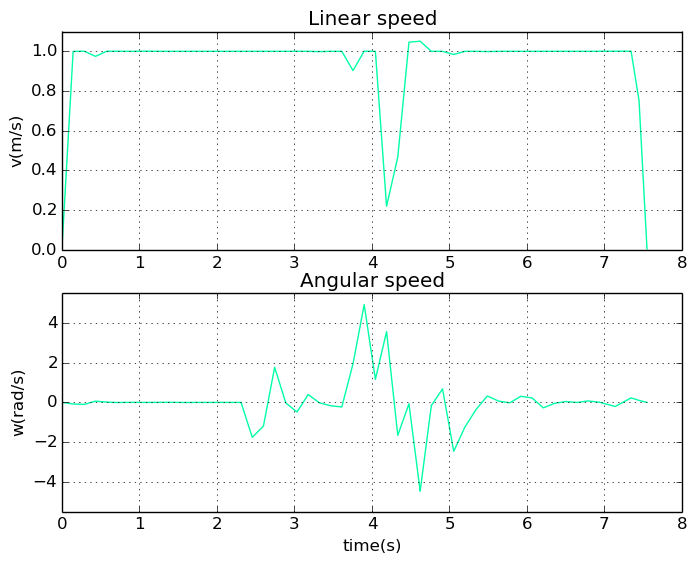 Linear speed
v(m/s)
1.0
0.8
0.6
0.4
0.2
0.0
0 1 2 3 4 5 6 7 8
Angular speed
w(rad/s)
4
2
0
−2
−4
0 1 2 3 4 5 6 7 8
time(s)